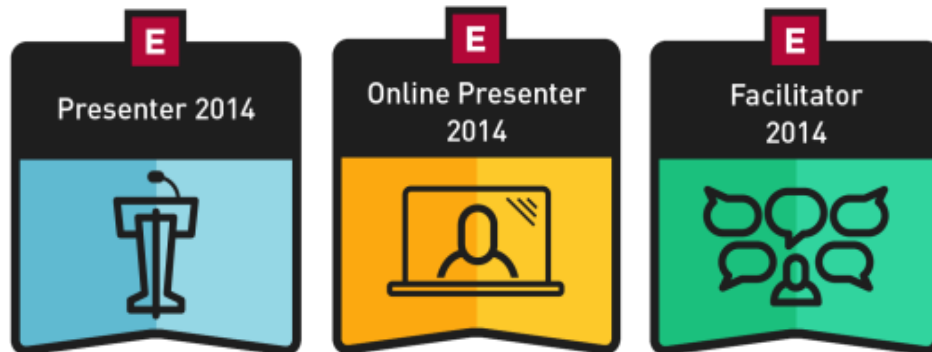 E
Presenter 2014
E
Online Presenter
2014
E
Facilitator
2014